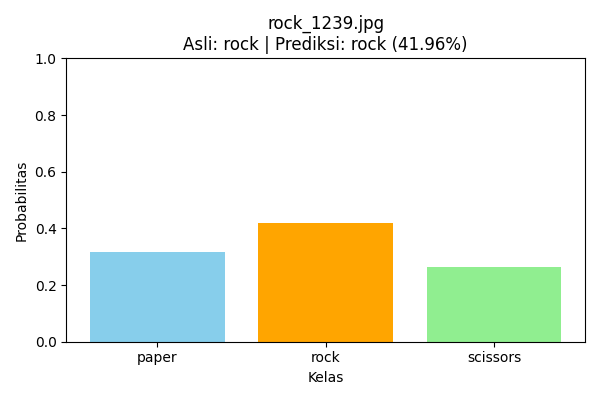 rock_1239.jpg
Asli: rock | Prediksi: rock (41.96%)
1.0
0.8
0.6
0.4
0.2
0.0
Probabilitas
paper
rock
scissors
Kelas